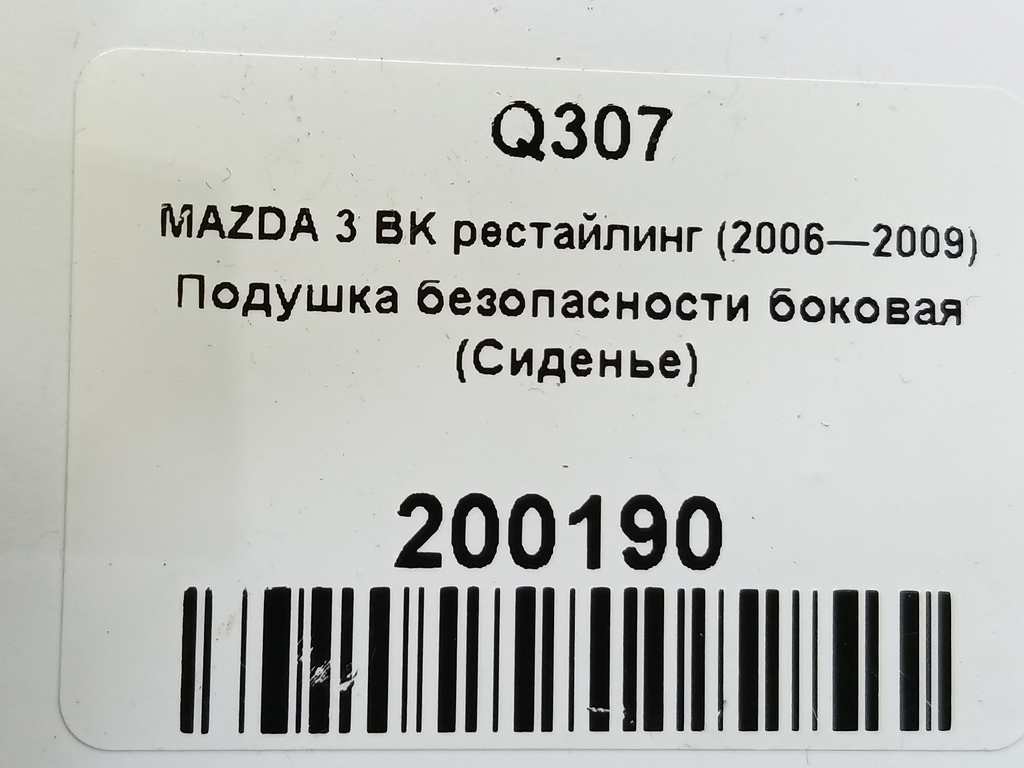 Q307
MAZDA 3 BK рестайлинг (2006—2009)
Подушка безопасности боковая
(Сиденье)
200190